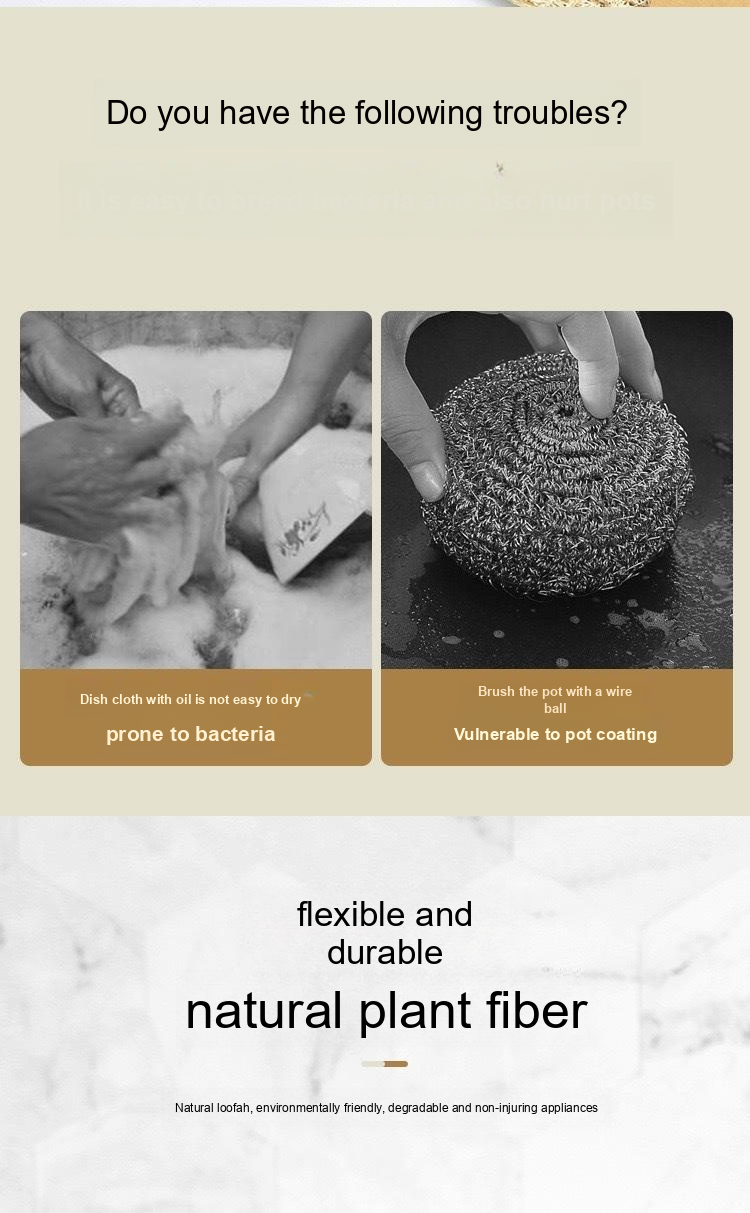 Do you have the following troubles?
Dish cloth with oil is not easy to dry
prone to bacteria
Brush the pot with a wire
ball
Vulnerable to pot coating
flexible and
durable
natural plant fiber
Natural loofah, environmentally friendly, degradable and non-injuring appliances